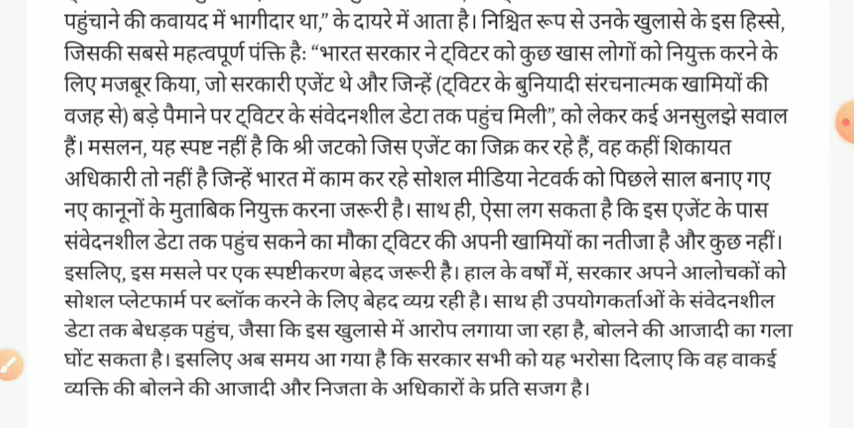 पहुंचाने की कवायद में भागीदार था,” के दायरे में आता है। निश्चित रूप से उनके खुलासे के इस हिस्से,
जिसकी सबसे महत्वपूर्ण पंक्ति है: “भारत सरकार ने ट्विटर को कुछ खास लोगों को नियुक्त करने के
लिए मजबूर किया, जो सरकारी एजेंट थे और जिन्हें (ट्विटर के बुनियादी संरचनात्मक खामियों की
वजह से) बड़े पैमाने पर ट्विटर के संवेदनशील डेटा तक पहुंच मिली”, को लेकर कई अनसुलझे सवाल
हैं। मसलन, यह स्पष्ट नहीं है कि श्री जटको जिस एजेंट का जिक्र कर रहे हैं, वह कहीं शिकायत
अधिकारी तो नहीं है जिन्हें भारत में काम कर रहे सोशल मीडिया नेटवर्क को पिछले साल बनाए गए
नए कानूनों के मुताबिक नियुक्त करना जरूरी है। साथ ही, ऐसा लग सकता है कि इस एजेंट के पास
संवेदनशील डेटा तक पहुंच सकने का मौका ट्विटर की अपनी खामियों का नतीजा है और कुछ नहीं।
इसलिए, इस मसले पर एक स्पष्टीकरण बेहद जरूरी है। हाल के वर्षों में, सरकार अपने आलोचकों को
सोशल प्लेटफार्म पर ब्लॉक करने के लिए बेहद व्यग्र रही है। साथ ही उपयोगकर्ताओं के संवेदनशील
डेटा तक बेधड़क पहुंच, जैसा कि इस खुलासे में आरोप लगाया जा रहा है, बोलने की आजादी का गला
घोंट सकता है। इसलिए अब समय आ गया है कि सरकार सभी को यह भरोसा दिलाए कि वह वाकई
व्यक्ति की बोलने की आजादी और निजता के अधिकारों के प्रति सजग है।